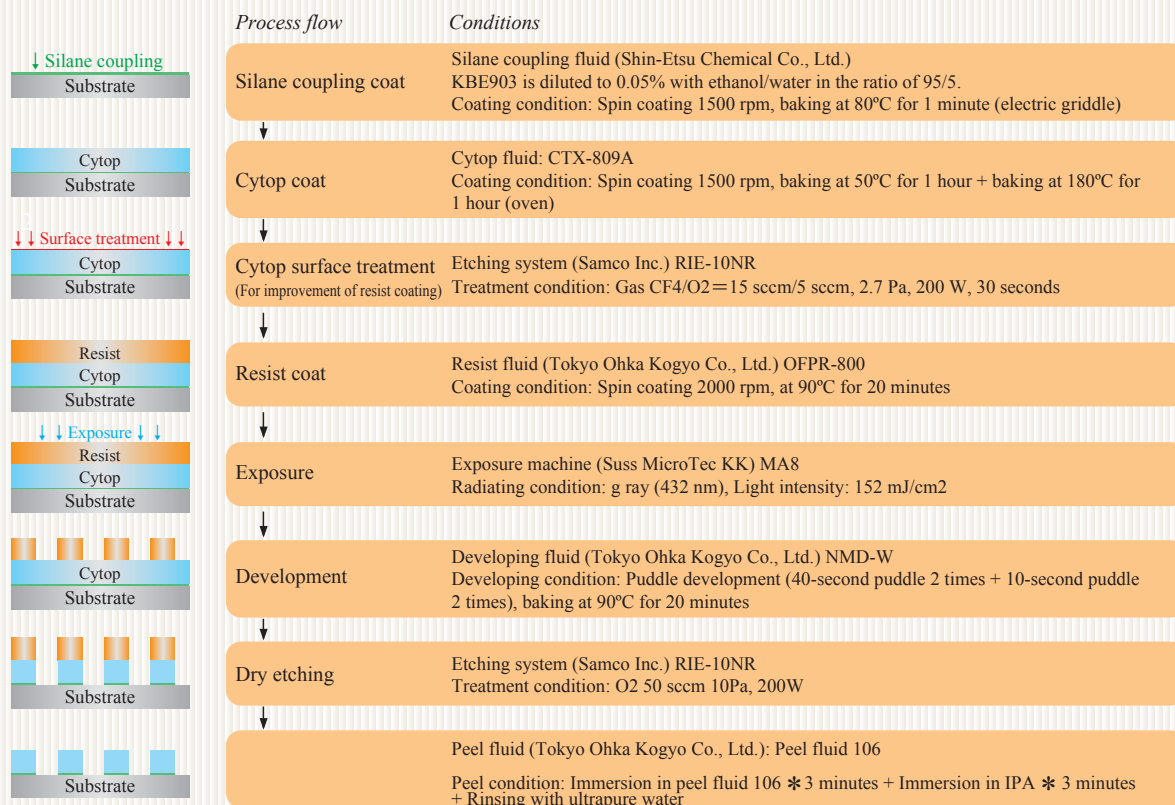 Process flow
Conditions
↓ Silane coupling
Substrate
Silane coupling coat
Silane coupling fluid (Shin-Etsu Chemical Co., Ltd.)
KBE903 is diluted to 0.05% with ethanol/water in the ratio of 95/5.
Coating condition: Spin coating 1500 rpm, baking at 80ºC for 1 minute (electric griddle)
Cytop
Substrate
Cytop coat
Cytop fluid: CTX-809A
Coating condition: Spin coating 1500 rpm, baking at 50ºC for 1 hour + baking at 180ºC for
1 hour (oven)
↓ ↓ Surface treatment ↓ ↓
Cytop
Substrate
Cytop surface treatment
(For improvement of resist coating)
Etching system (Samco Inc.) RIE-10NR
Treatment condition: Gas CF4/O2＝15 sccm/5 sccm, 2.7 Pa, 200 W, 30 seconds
Resist
Cytop
Substrate
Resist coat
Resist fluid (Tokyo Ohka Kogyo Co., Ltd.) OFPR-800
Coating condition: Spin coating 2000 rpm, at 90ºC for 20 minutes
↓ ↓ Exposure ↓ ↓
Resist
Cytop
Substrate
Exposure
Exposure machine (Suss MicroTec KK) MA8
Radiating condition: g ray (432 nm), Light intensity: 152 mJ/cm2
Cytop
Substrate
Development
Developing fluid (Tokyo Ohka Kogyo Co., Ltd.) NMD-W
Developing condition: Puddle development (40-second puddle 2 times + 10-second puddle
2 times), baking at 90ºC for 20 minutes
Substrate
Dry etching
Etching system (Samco Inc.) RIE-10NR
Treatment condition: O2 50 sccm 10Pa, 200W
Substrate
Peel fluid (Tokyo Ohka Kogyo Co., Ltd.): Peel fluid 106
Peel condition: Immersion in peel fluid 106 ＊3 minutes + Immersion in IPA ＊ 3 minutes
+ Rinsing with ultrapure water